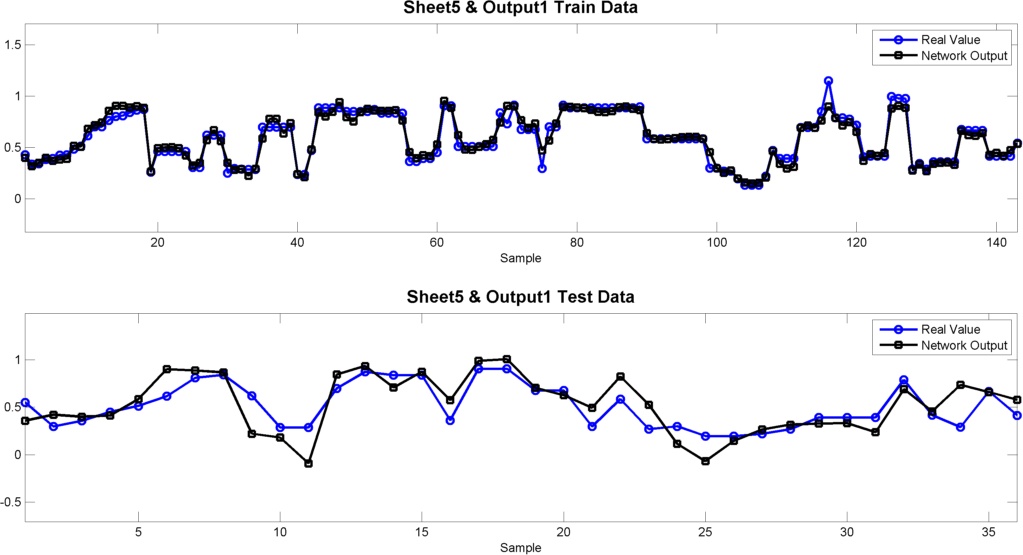 Sheet5 & Output1 Train Data
1.5
1
0.5
0
Real Value
Network Output
20
40
60
80
100
120
140
Sample
Sheet5 & Output1 Test Data
1
0.5
0
-0.5
Real Value
Network Output
5
10
15
20
25
30
35
Sample